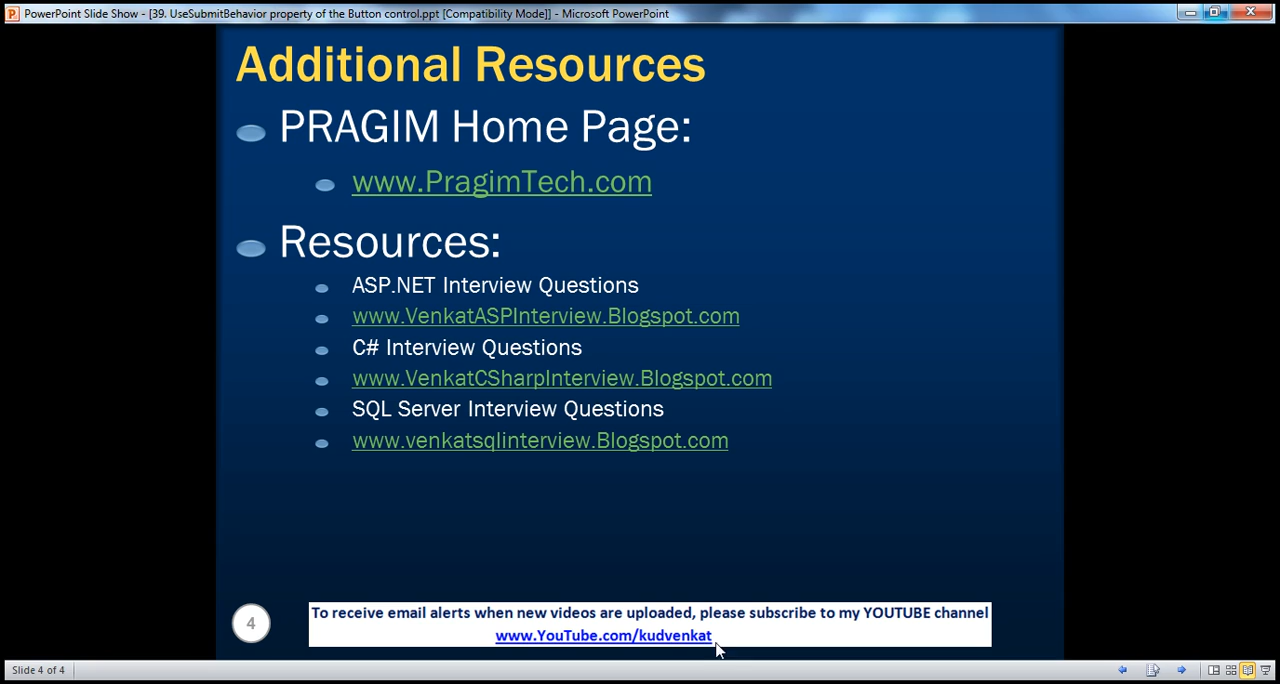 PowerPoint Slide Show - [39. UseSubmitBehavior property of the Button control.ppt [Compatibility Mode]] - Microsoft PowerPoint
Additional Resources
PRAGIM Home Page:
www.PragimTech.com
Resources:
ASP.NET Interview Questions
www.VenkatASPInterview.Blogspot.com
C# Interview Questions
www.VenkatCSharpInterview.Blogspot.com
SQL Server Interview Questions
www.venkatsqlinterview.Blogspot.com
4
To receive email alerts when new videos are uploaded, please subscribe to my YOUTUBE channel
www.YouTube.com/kudvenkat
Slide 4 of 4